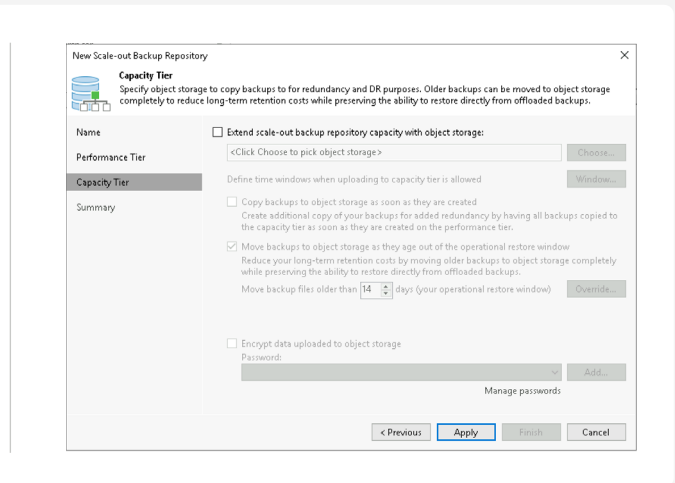 New Scale-out Backup Repository
Capacity Tier
Specify object storage to copy backups to for redundancy and DR purposes. Older backups can be moved to object storage
completely to reduce long-term retention costs while preserving the ability to restore directly from offloaded backups.
Name
Performance Tier
Capacity Tier
Summary
Extend scale-out backup repository capacity with object storage:
<Click Choose to pick object storage>
Choose...
Define time windows when uploading to capacity tier is allowed
Window...
Copy backups to object storage as soon as they are created
Create additional copy of your backups for added redundancy by having all backups copied to
the capacity tier as soon as they are created on the performance tier.
Move backups to object storage as they age out of the operational restore window
Reduce your long-term retention costs by moving older backups to object storage completely
while preserving the ability to restore directly from offloaded backups.
Move backup files older than 14 days (your operational restore window)
Override...
Encrypt data uploaded to object storage
Password:
Add...
Manage passwords
< Previous
Apply
Finish
Cancel